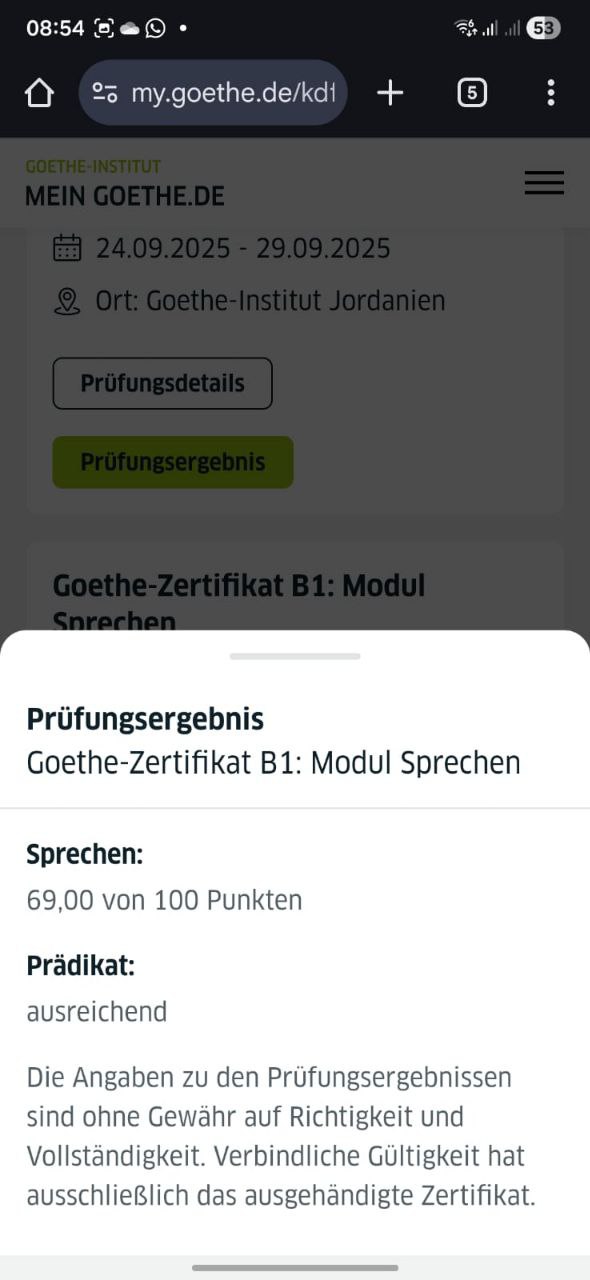 08:54
53
my.goethe.de/kdf
5
GOETHE-INSTITUT
MEIN GOETHE.DE
24.09.2025 - 29.09.2025
Ort: Goethe-Institut Jordanien
Prüfungsdetails
Prüfungsergebnis
Goethe-Zertifikat B1: Modul
Sprechen
Prüfungsergebnis
Goethe-Zertifikat B1: Modul Sprechen
Sprechen:
69,00 von 100 Punkten
Prädikat:
ausreichend
Die Angaben zu den Prüfungsergebnissen
sind ohne Gewähr auf Richtigkeit und
Vollständigkeit. Verbindliche Gültigkeit hat
ausschließlich das ausgehändigte Zertifikat.